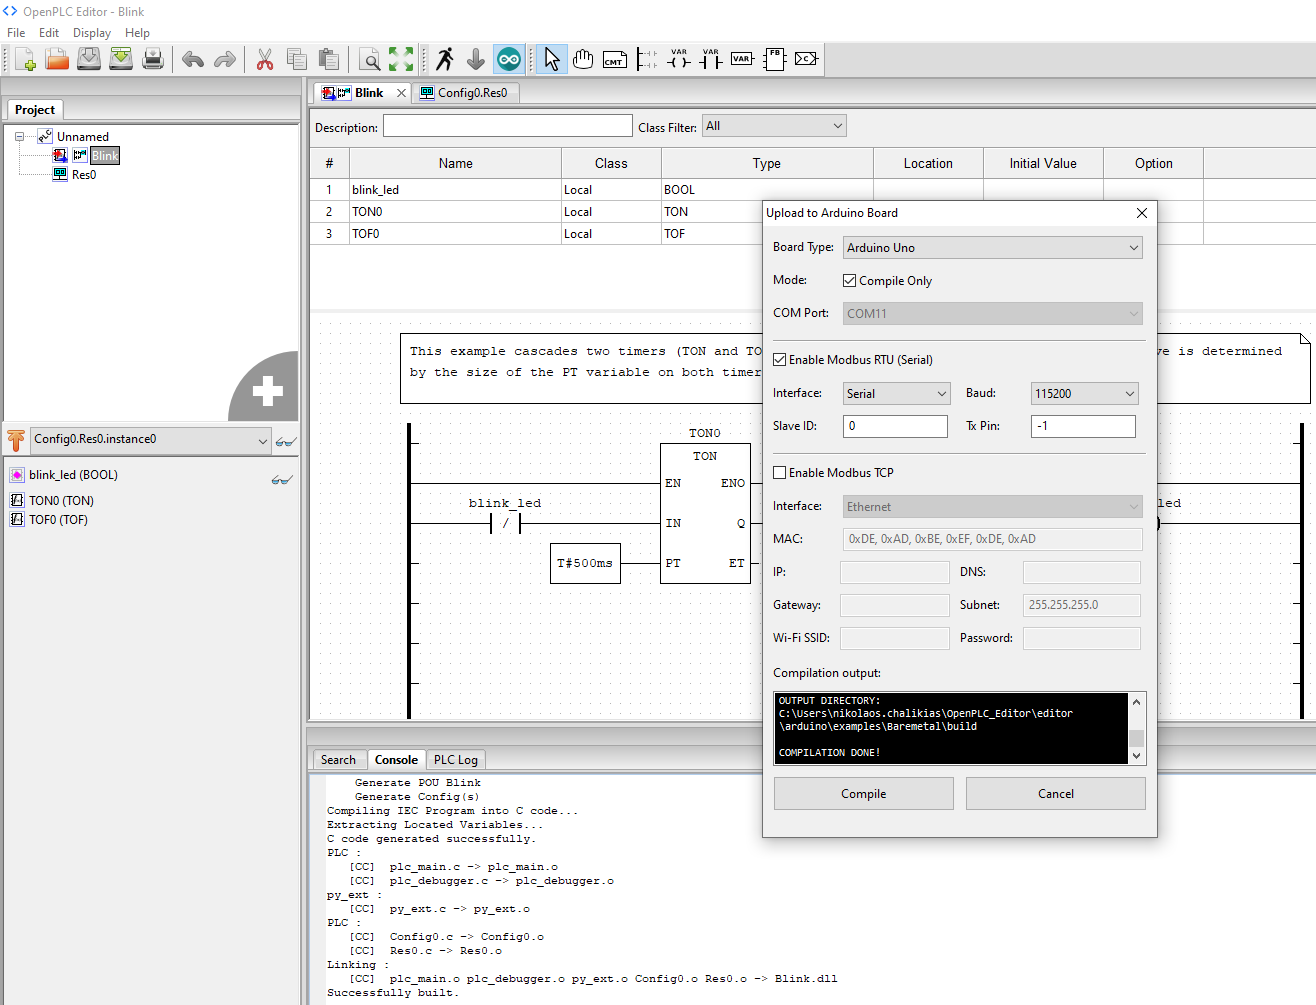 OpenPLC Editor - Blink
File Edit Display Help
CMT VAR VAR VAR FB >C>
Project
Unnamed
Blink
Res0
Config0.Res0.instance0
blink_led (BOOL)
TON0 (TON)
TOF0 (TOF)
Blink Config0.Res0
Description: Class Filter: All
# Name Class Type Location Initial Value Option
1 blink_led Local BOOL
2 TON0 Local TON
3 TOF0 Local TOF
This example cascades two timers (TON and TO
e is determined
by the size of the PT variable on both timer
TON0
TON
EN ENO
blink_led
IN Q
T#500ms
PT ET
led
Upload to Arduino Board
Board Type: Arduino Uno
Mode: Compile Only
COM Port: COM11
Enable Modbus RTU (Serial)
Interface: Serial Baud: 115200
Slave ID: 0 Tx Pin: -1
Enable Modbus TCP
Interface: Ethernet
MAC: 0xDE, 0xAD, 0xBE, 0xEF, 0xDE, 0xAD
IP: DNS:
Gateway: Subnet: 255.255.255.0
Wi-Fi SSID: Password:
Compilation output:
OUTPUT DIRECTORY:
C:\Users\nikolaos.chalikias\OpenPLC_Editor\editor
\arduino\examples\Baremetal\build
COMPILATION DONE!
Compile Cancel
Search Console PLC Log
Generate POU Blink
Generate Config(s)
Compiling IEC Program into C code...
Extracting Located Variables...
C code generated successfully.
PLC :
[CC] plc_main.c -> plc_main.o
[CC] plc_debugger.c -> plc_debugger.o
py_ext :
[CC] py_ext.c -> py_ext.o
PLC :
[CC] Config0.c -> Config0.o
[CC] Res0.c -> Res0.o
Linking :
[CC] plc_main.o plc_debugger.o py_ext.o Config0.o Res0.o -> Blink.dll
Successfully built.